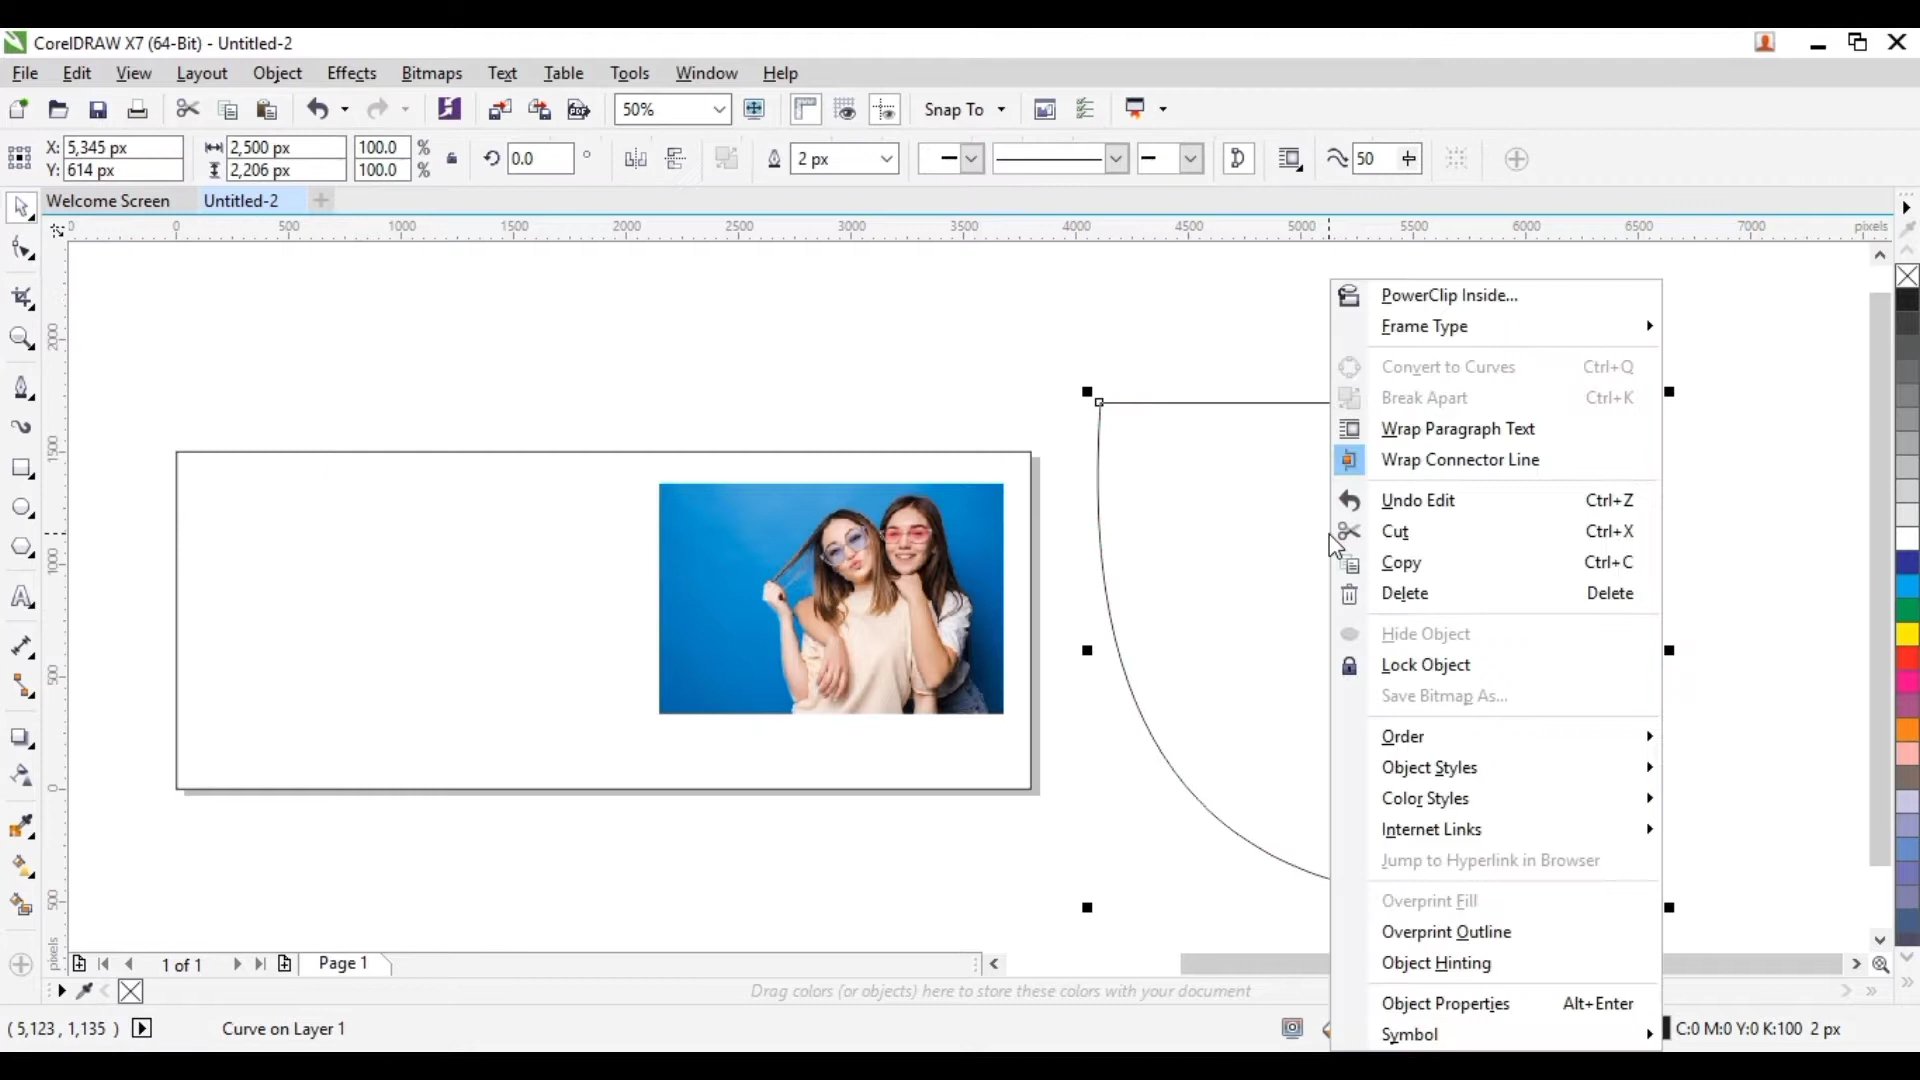 CorelDRAW X7 (64-Bit) - Untitled-2
File Edit View Layout Object Effects Bitmaps Text Table Tools Window Help
50% Snap To
X: 5,345 px 2,500 px 100.0 % 0.0 ° 2 px 50
Y: 614 px 2,206 px 100.0 %
Welcome Screen Untitled-2
0 500 1000 1500 2000 2500 3000 3500 4000 4500 5000 5500 6000 6500 7000 pixels
2000
1500
1000
500
0
500
pixels
PowerClip Inside...
Frame Type
Convert to Curves Ctrl+Q
Break Apart Ctrl+K
Wrap Paragraph Text
Wrap Connector Line
Undo Edit Ctrl+Z
Cut Ctrl+X
Copy Ctrl+C
Delete Delete
Hide Object
Lock Object
Save Bitmap As...
Order
Object Styles
Color Styles
Internet Links
Jump to Hyperlink in Browser
Overprint Fill
Overprint Outline
Object Hinting
Object Properties Alt+Enter
Symbol
1 of 1 Page 1
Drag colors (or objects) here to store these colors with your document
( 5,123 , 1,135 ) Curve on Layer 1 C:0 M:0 Y:0 K:100 2 px